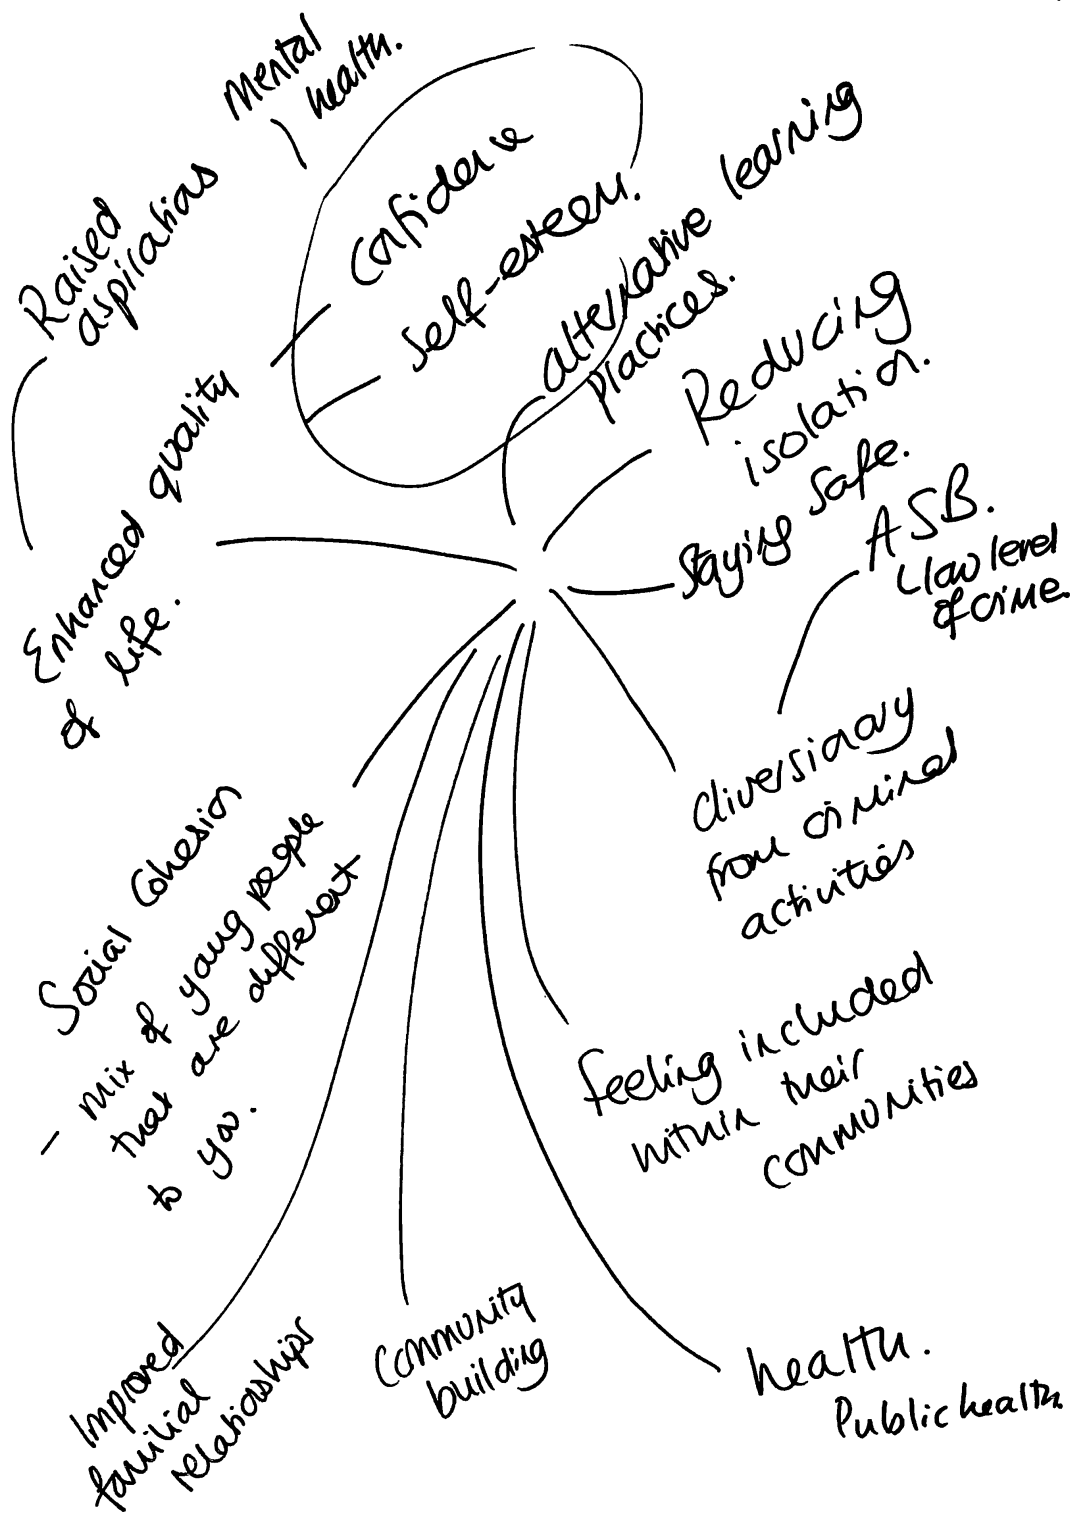 Mental
health.
Confidence
Self-esteem.
Raised
aspirations
alternative learning
practices.
Enhanced quality
of life.
Reducing
isolation.
Staying safe.
ASB.
low level
of crime.
diversionary
from criminal
activities
Social Cohesion
- mix of young people
that are different
to you.
feeling included
within their
communities
Improved
familial
relationships
Community
building
health.
Public health.